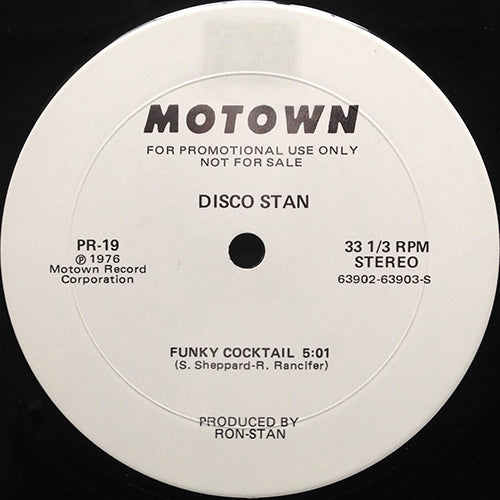 MOTOWN
FOR PROMOTIONAL USE ONLY
NOT FOR SALE
DISCO STAN
PR-19
℗ 1976
Motown Record
Corporation
33 1/3 RPM
STEREO
63902-63903-S
FUNKY COCKTAIL 5:01
(S. Sheppard-R. Rancifer)
PRODUCED BY
RON-STAN